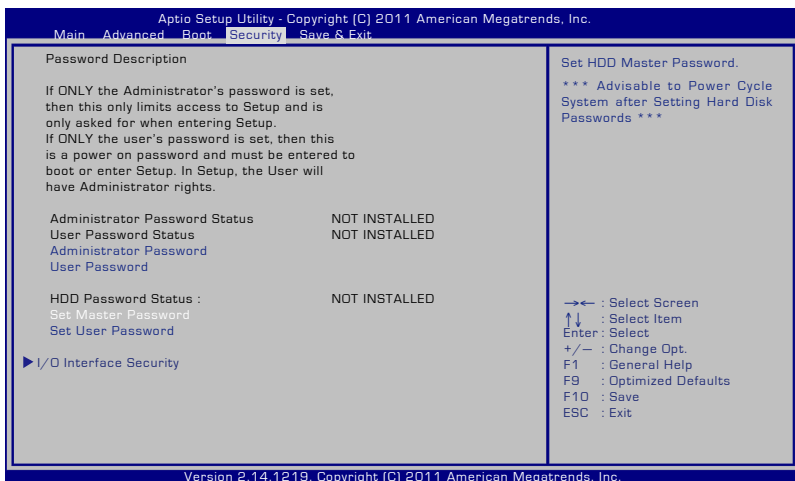 Aptio Setup Utility - Copyright (C) 2011 American Megatrends, Inc.
Main Advanced Boot Security Save & Exit
Password Description
If ONLY the Administrator's password is set,
then this only limits access to Setup and is
only asked for when entering Setup.
If ONLY the user's password is set, then this
is a power on password and must be entered to
boot or enter Setup. In Setup, the User will
have Administrator rights.
Administrator Password Status NOT INSTALLED
User Password Status NOT INSTALLED
Administrator Password
User Password
HDD Password Status : NOT INSTALLED
Set Master Password
Set User Password
▶ I/O Interface Security
Set HDD Master Password.
*** Advisable to Power Cycle
System after Setting Hard Disk
Passwords ***
→← : Select Screen
↑↓ : Select Item
Enter : Select
+/— : Change Opt.
F1 : General Help
F9 : Optimized Defaults
F10 : Save
ESC : Exit
Version 2.14.1219. Copyright (C) 2011 American Megatrends, Inc.